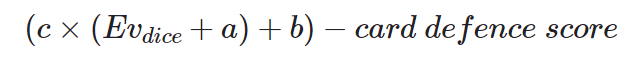 (c × (Ev_dice + a) + b) − card defence score